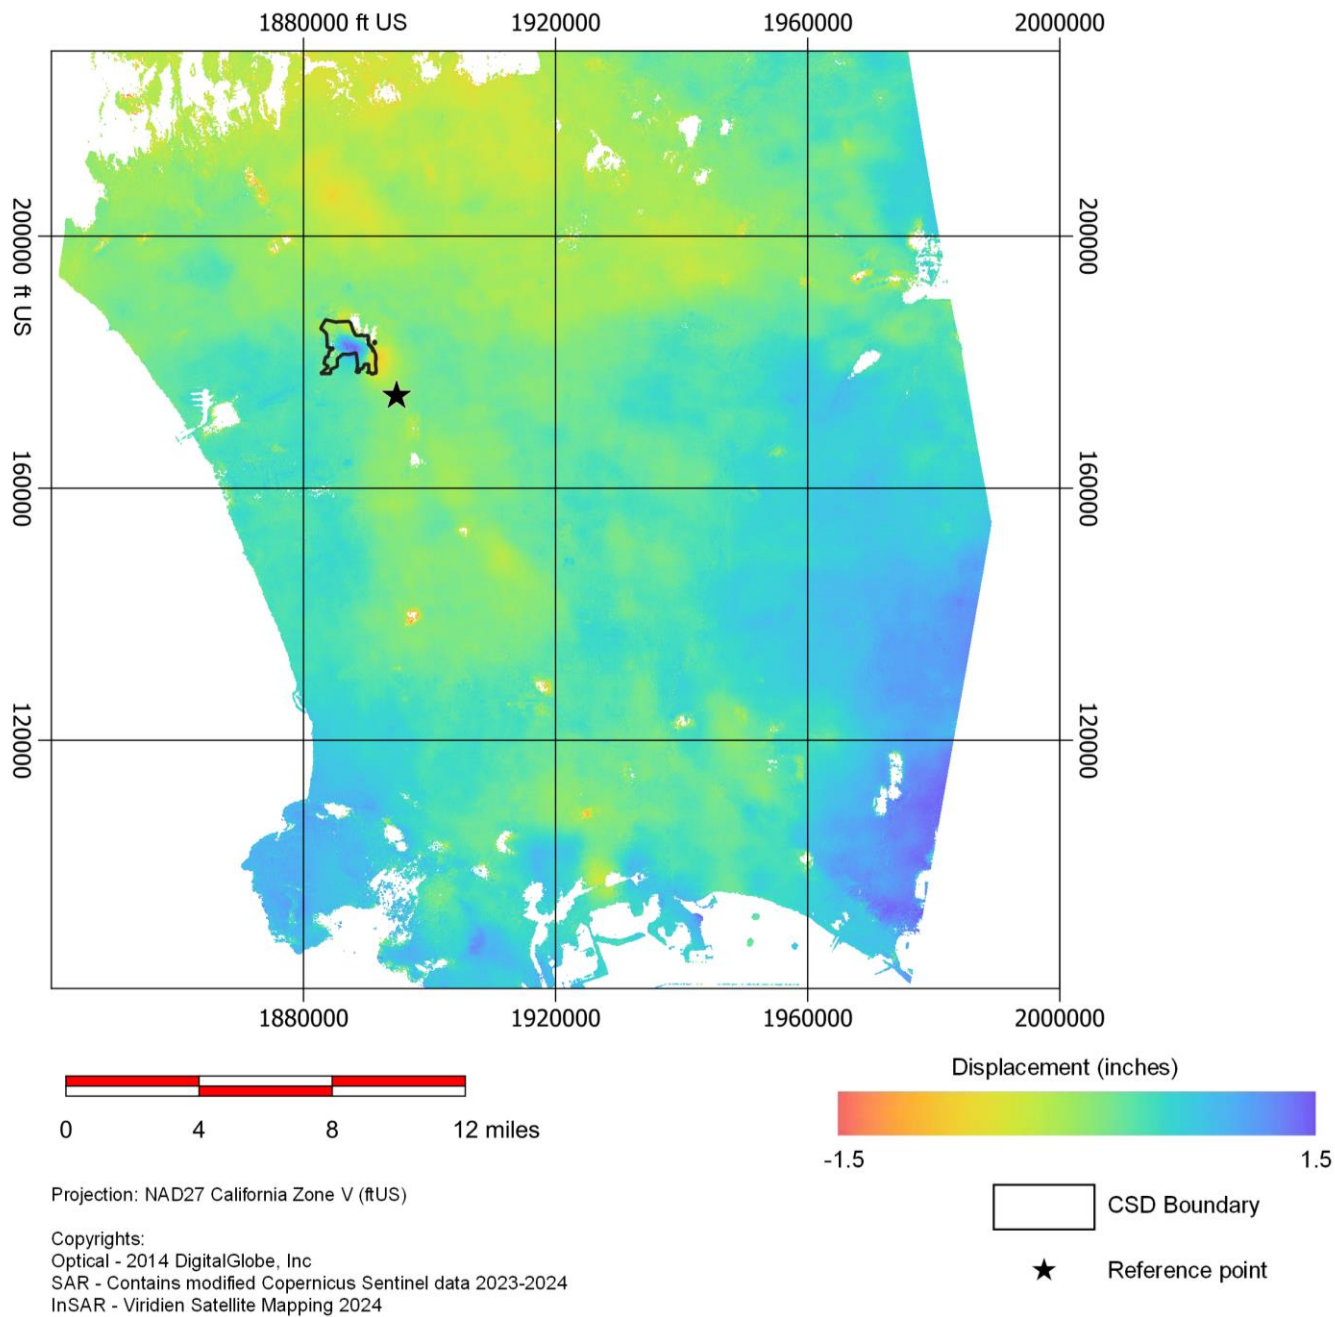 1880000 ft US
1920000
1960000
2000000
200000 ft US
200000
160000
160000
120000
120000
1880000
1920000
1960000
2000000
0
4
8
12 miles
Displacement (inches)
-1.5
1.5
CSD Boundary
Reference point
Projection: NAD27 California Zone V (ftUS)
Copyrights:
Optical - 2014 DigitalGlobe, Inc
SAR - Contains modified Copernicus Sentinel data 2023-2024
InSAR - Viridien Satellite Mapping 2024